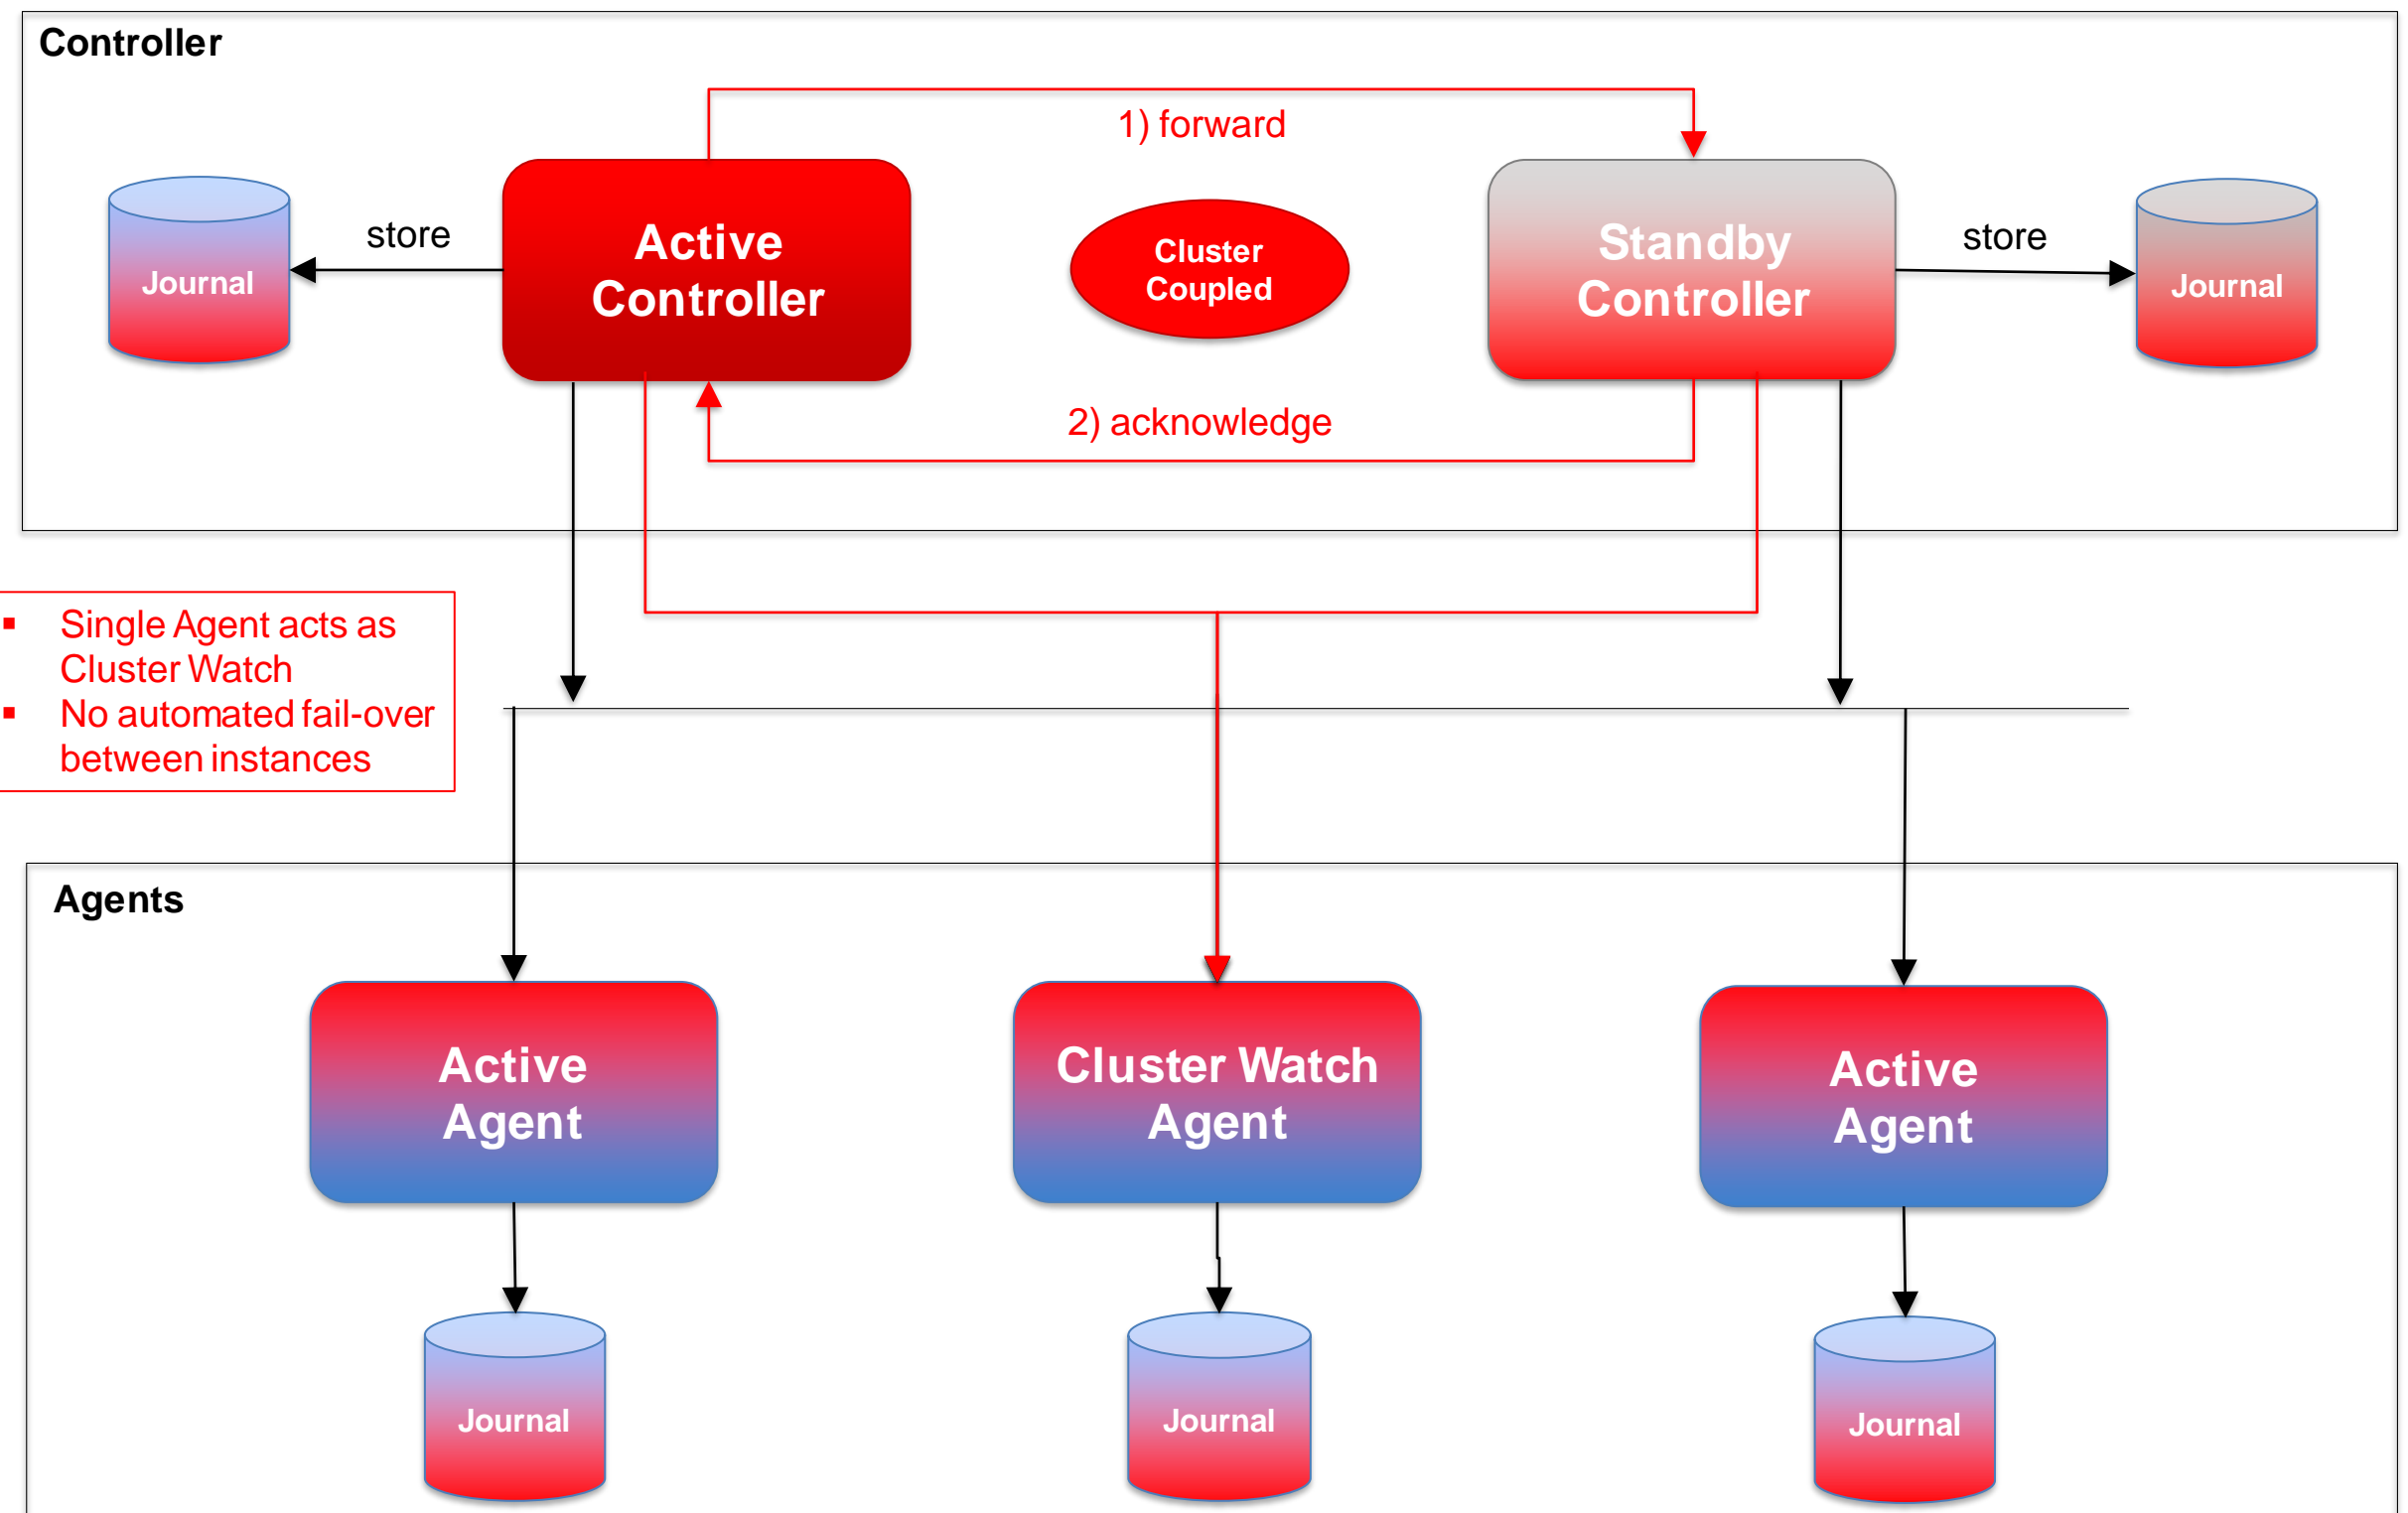 Controller
1) forward
Journal
store
Active
Controller
Cluster
Coupled
Standby
Controller
store
Journal
2) acknowledge
▪ Single Agent acts as
Cluster Watch
▪ No automated fail-over
between instances
Agents
Active
Agent
Cluster Watch
Agent
Active
Agent
Journal
Journal
Journal